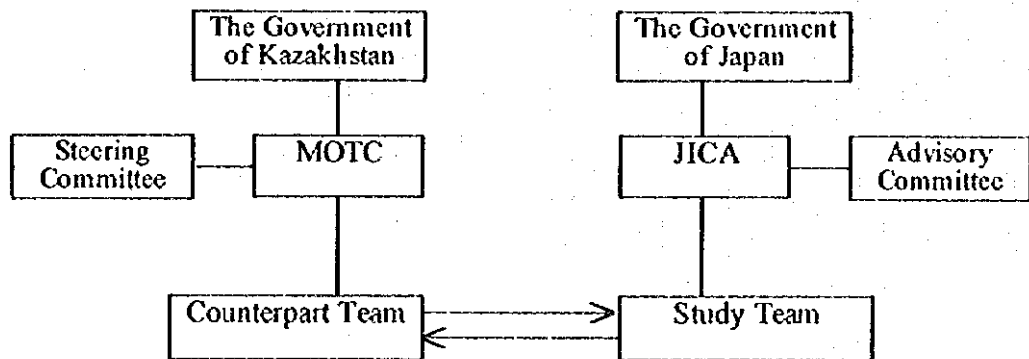 The Government
of Kazakhstan
The Government
of Japan
Steering
Committee
MOTC
JICA
Advisory
Committee
Counterpart Team
Study Team